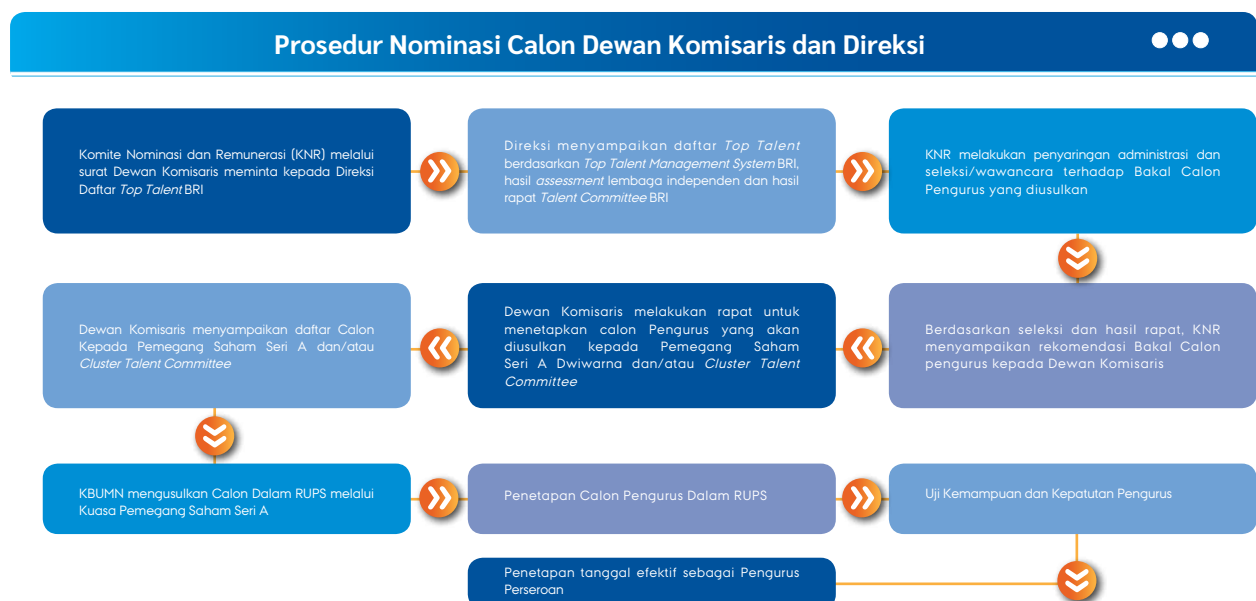 Prosedur Nominasi Calon Dewan Komisaris dan Direksi
Komite Nominasi dan Remunerasi (KNR) melalui
surat Dewan Komisaris meminta kepada Direksi
Daftar Top Talent BRI
Direksi menyampaikan daftar Top Talent
berdasarkan Top Talent Management System BRI,
hasil assessment lembaga independen dan hasil
rapat Talent Committee BRI
KNR melakukan penyaringan administrasi dan
seleksi/wawancara terhadap Bakal Calon
Pengurus yang diusulkan
Berdasarkan seleksi dan hasil rapat, KNR
menyampaikan rekomendasi Bakal Calon
pengurus kepada Dewan Komisaris
Dewan Komisaris melakukan rapat untuk
menetapkan calon Pengurus yang akan
diusulkan kepada Pemegang Saham
Seri A Dwiwarna dan/atau Cluster Talent
Committee
Dewan Komisaris menyampaikan daftar Calon
Kepada Pemegang Saham Seri A dan/atau
Cluster Talent Committee
KBUMN mengusulkan Calon Dalam RUPS melalui
Kuasa Pemegang Saham Seri A
Penetapan Calon Pengurus Dalam RUPS
Uji Kemampuan dan Kepatutan Pengurus
Penetapan tanggal efektif sebagai Pengurus
Perseroan